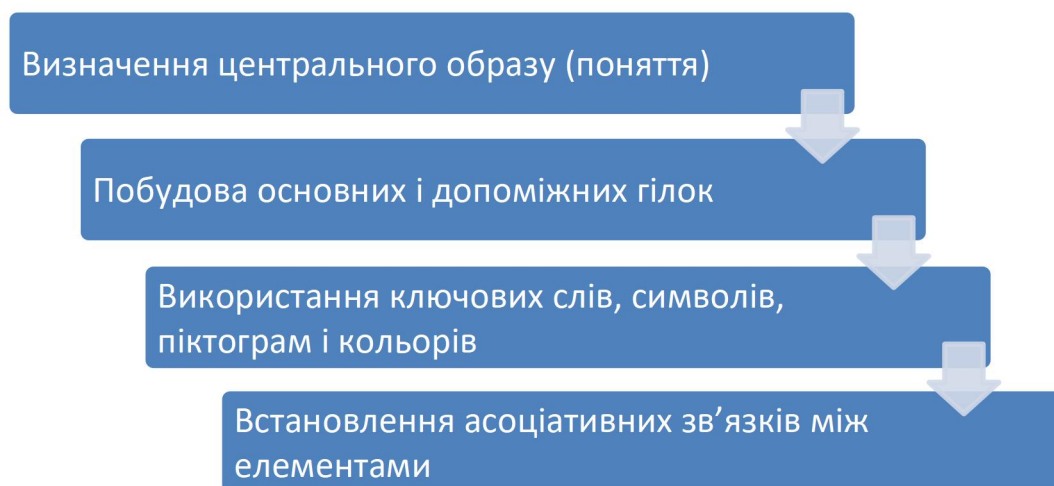 Визначення центрального образу (поняття)
Побудова основних і допоміжних гілок
Використання ключових слів, символів,
піктограм і кольорів
Встановлення асоціативних зв’язків між
елементами